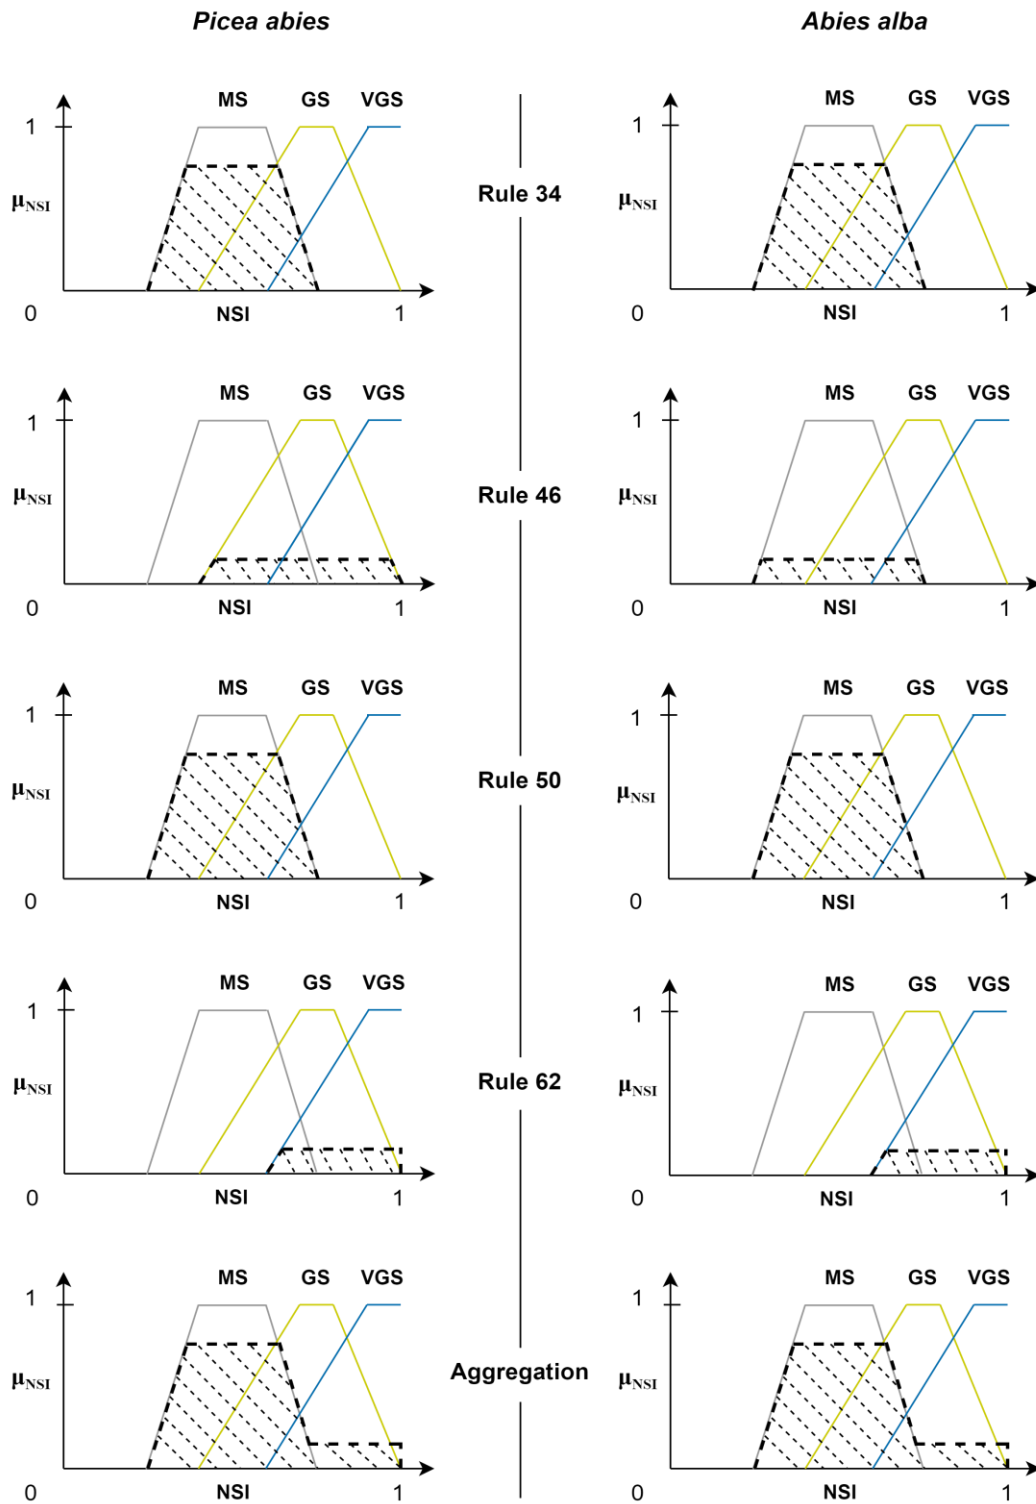 Picea abies Abies alba
MS GS VGS MS GS VGS
1 1
μNSI Rule 34 μNSI
0 NSI 1 0 NSI 1
MS GS VGS MS GS VGS
1 1
μNSI Rule 46 μNSI
0 NSI 1 0 NSI 1
MS GS VGS MS GS VGS
1 1
μNSI Rule 50 μNSI
0 NSI 1 0 NSI 1
MS GS VGS MS GS VGS
1 1
μNSI Rule 62 μNSI
0 NSI 1 0 NSI 1
MS GS VGS MS GS VGS
1 1
μNSI Aggregation μNSI
0 NSI 1 0 NSI 1